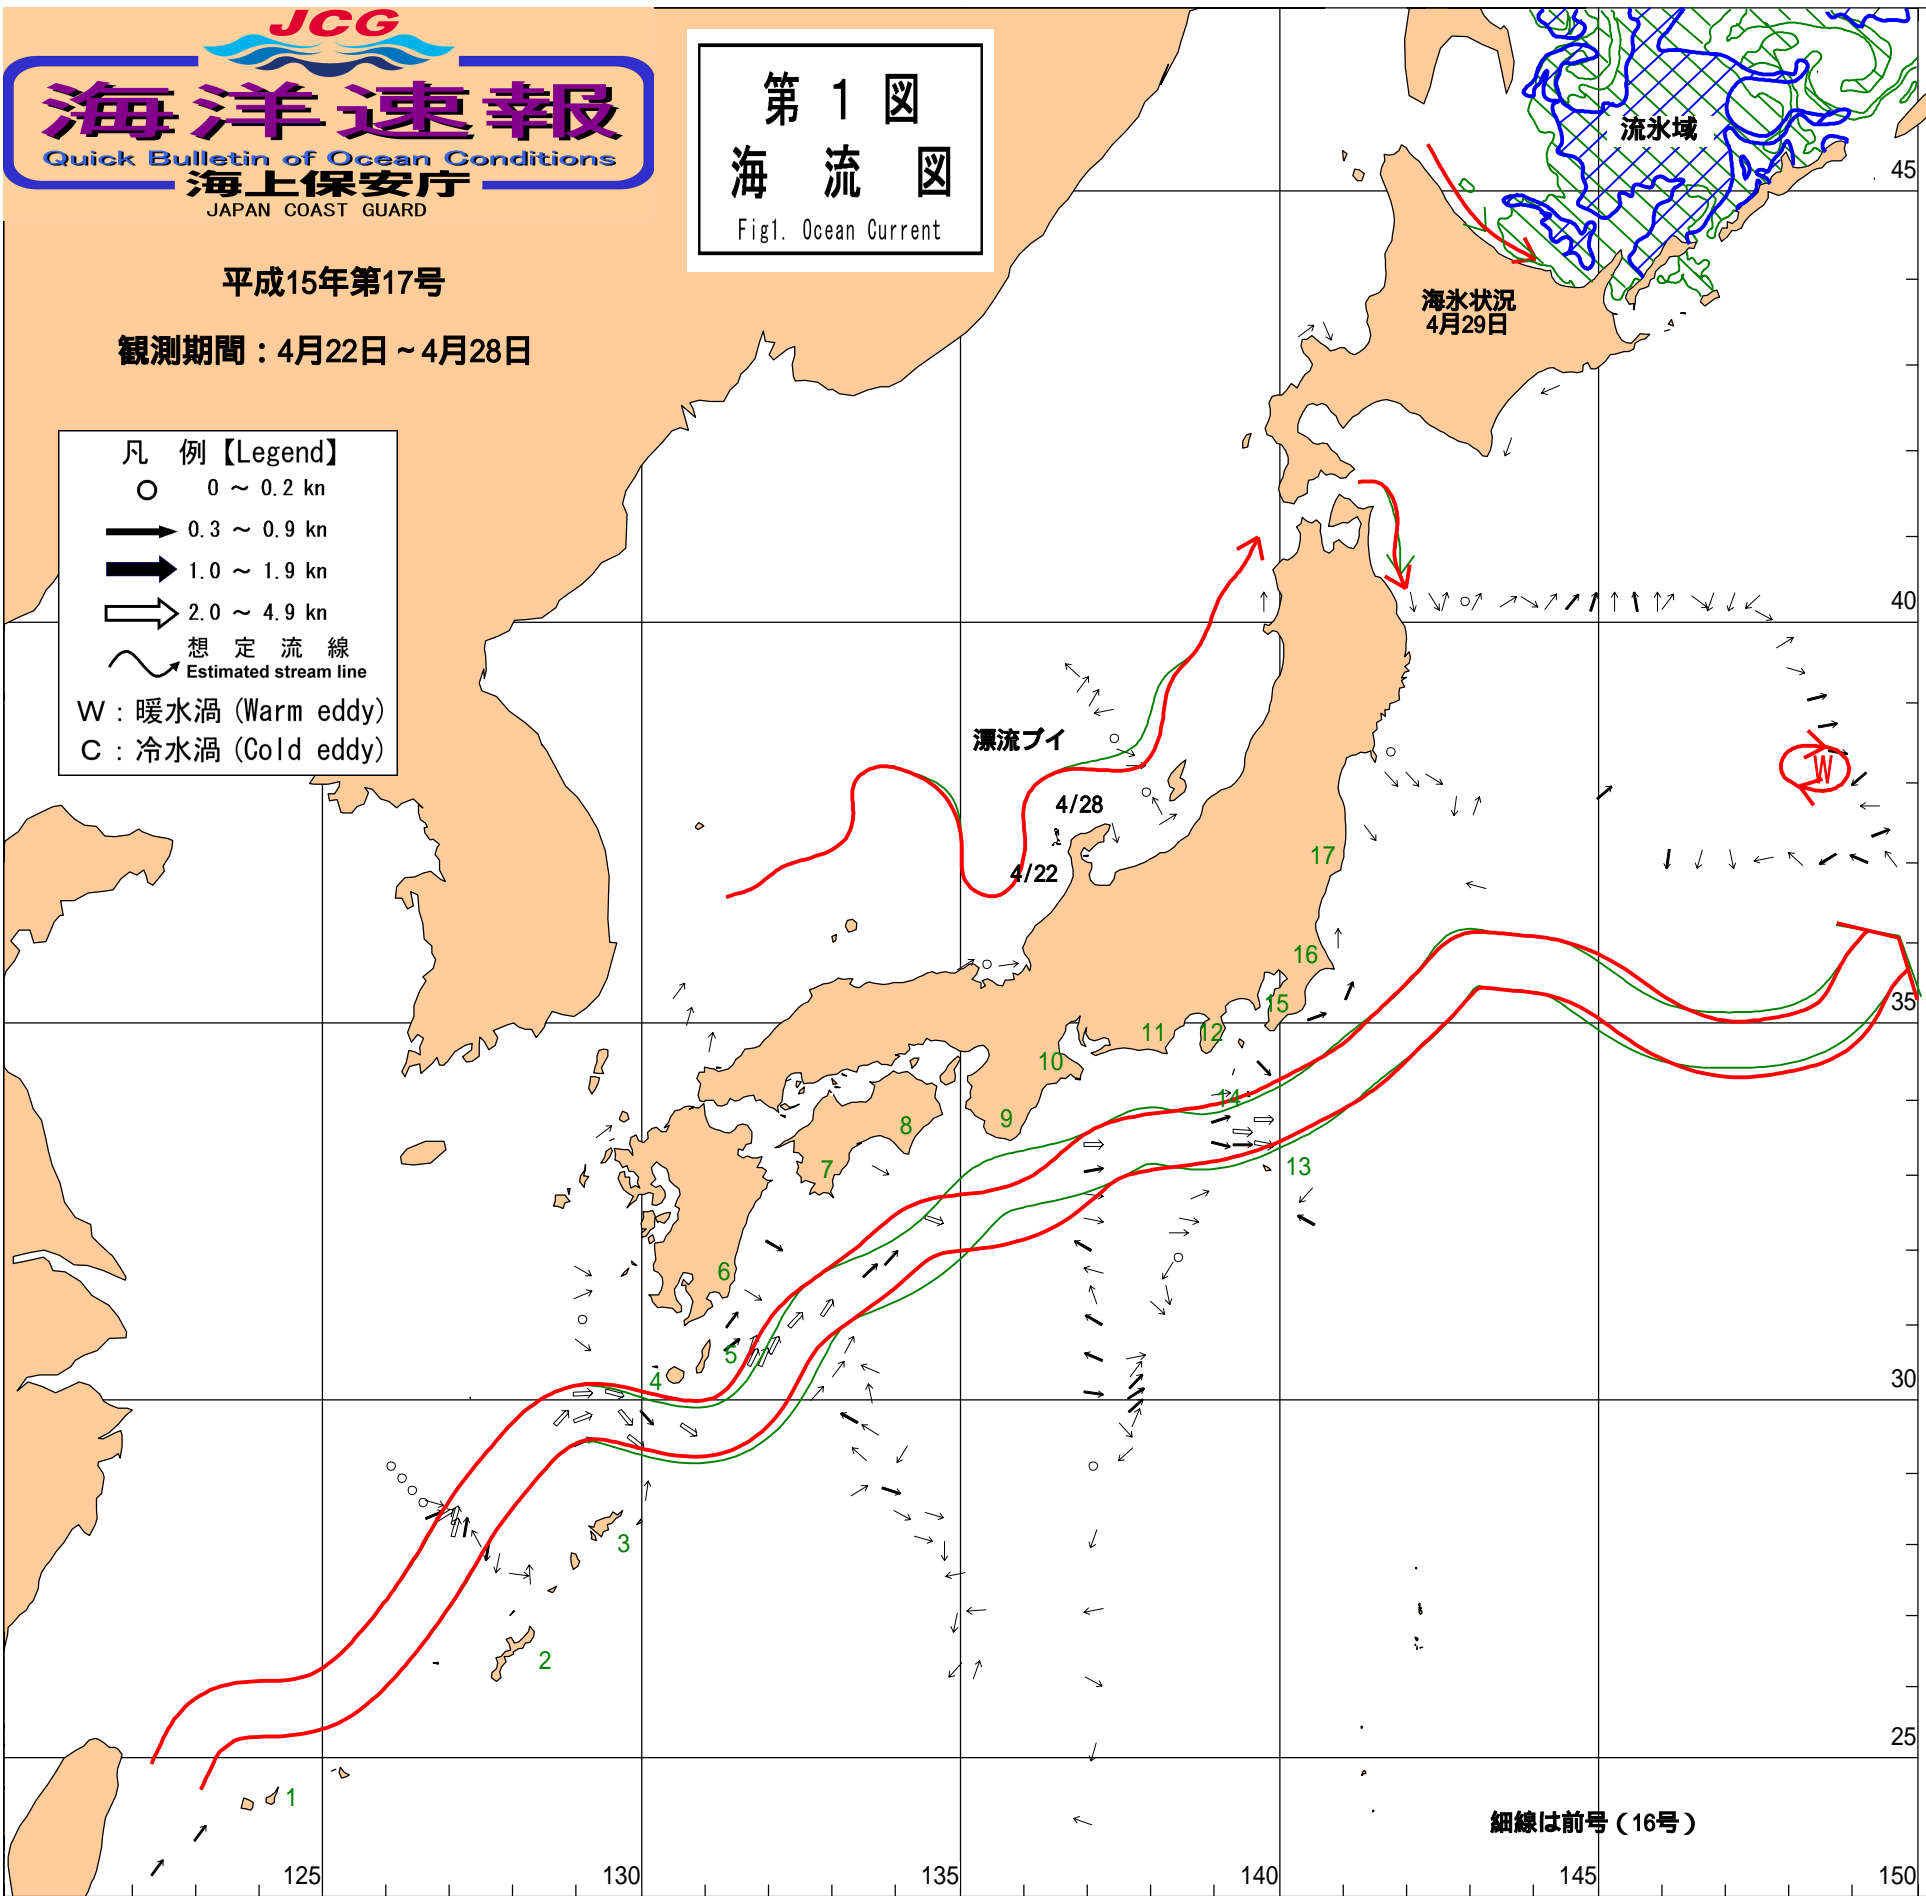 JCG
海洋速報
Quick Bulletin of Ocean Conditions
海上保安庁
JAPAN COAST GUARD
第 1 図
海 流 図
Fig1. Ocean Current
平成15年第17号
観測期間：4月22日～4月28日
凡 例【Legend】
0 ～ 0.2 kn
0.3 ～ 0.9 kn
1.0 ～ 1.9 kn
2.0 ～ 4.9 kn
想 定 流 線
Estimated stream line
W：暖水渦 (Warm eddy)
C：冷水渦 (Cold eddy)
流氷域
45
海氷状況
4月29日
40
漂流ブイ
W
4/28
17
4/22
16
35
15
11
12
10
14
9
8
13
7
6
5
4
30
3
2
25
1
細線は前号（16号）
125
130
135
140
145
150